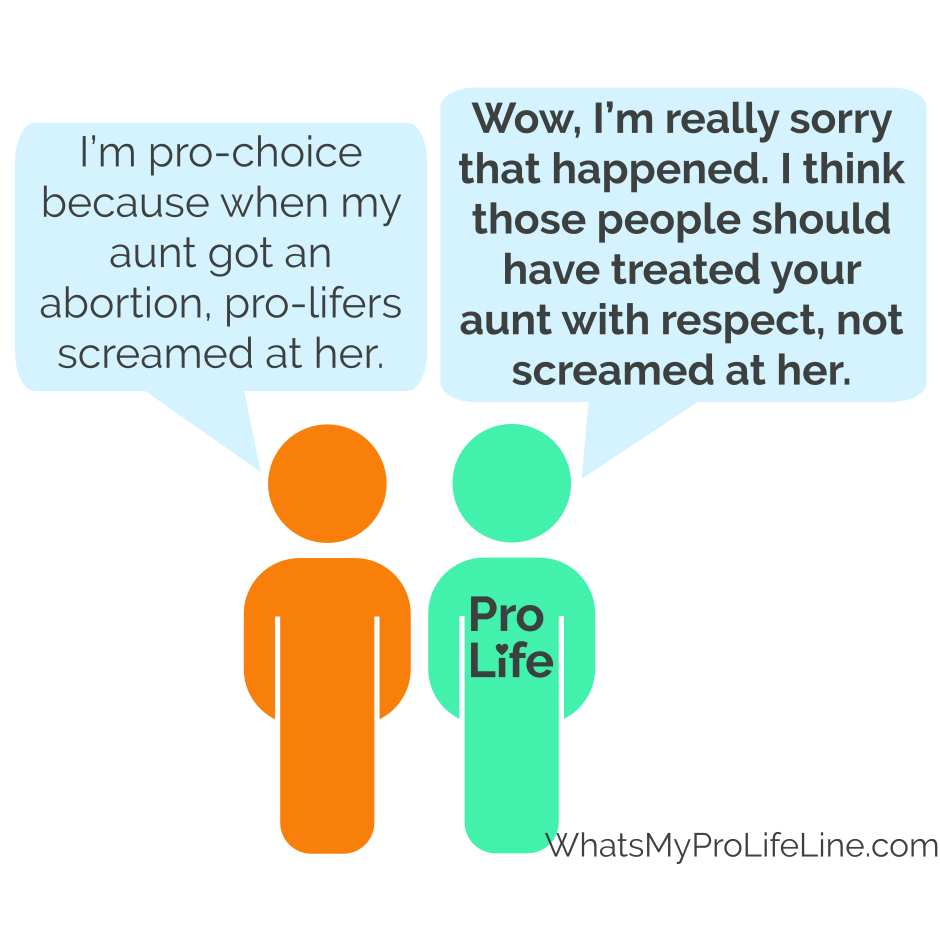 I’m pro-choice
because when my
aunt got an
abortion, pro-lifers
screamed at her.
Wow, I’m really sorry
that happened. I think
those people should
have treated your
aunt with respect, not
screamed at her.
Pro
Life
WhatsMyProLifeLine.com